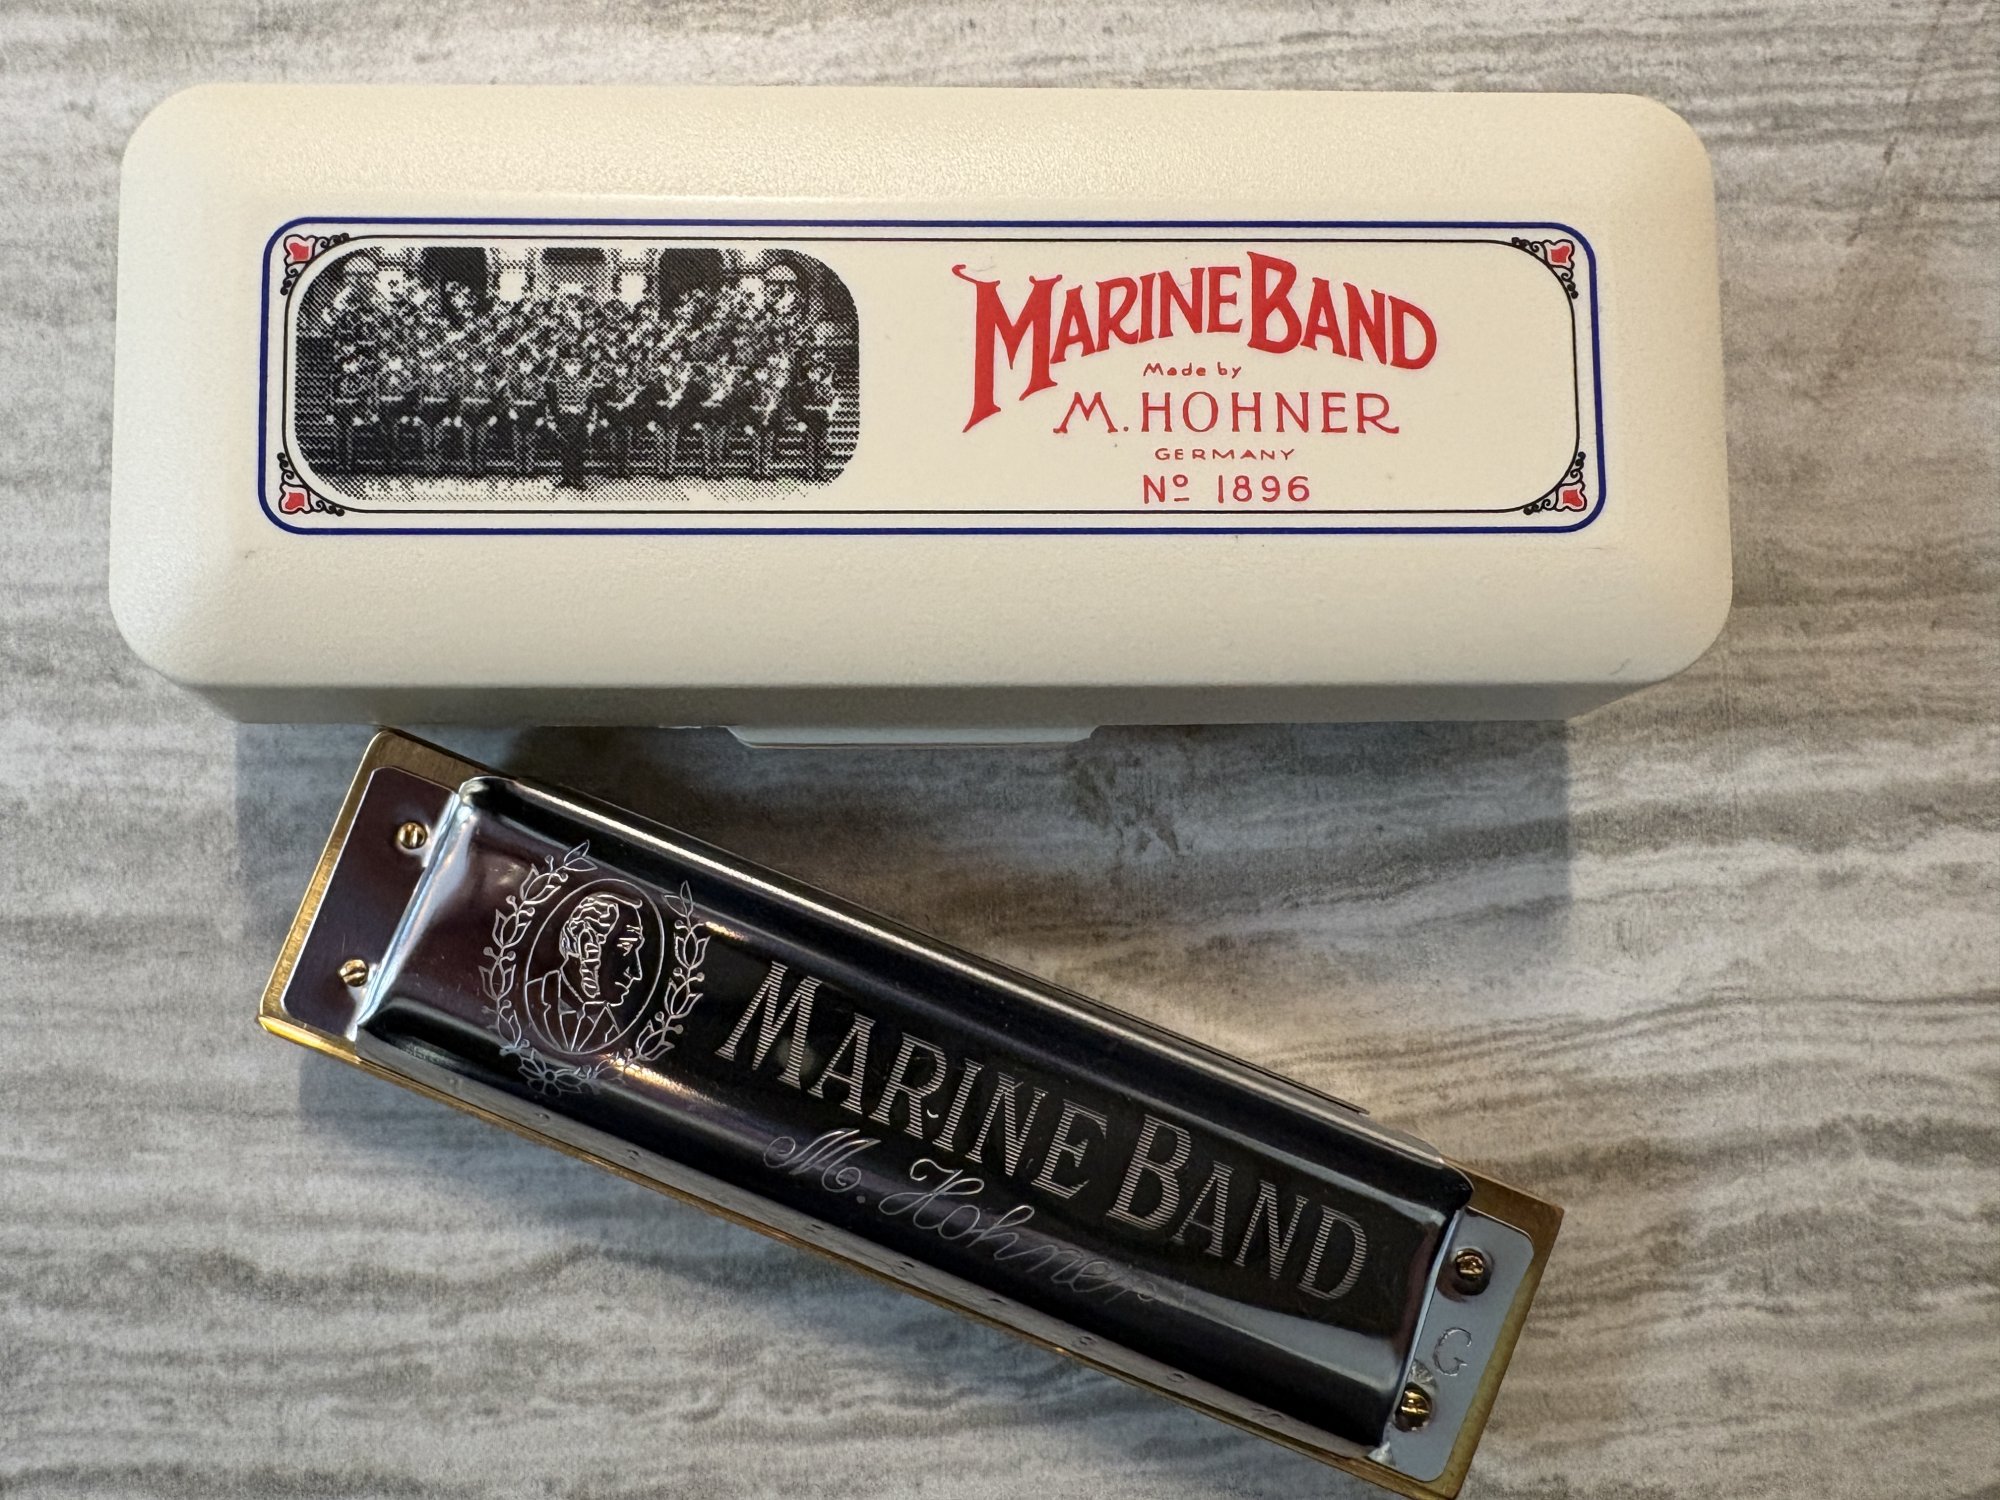 MARINE BAND
Made by
M. HOHNER
GERMANY
Nº 1896
MARINE BAND
M. Hohner
G